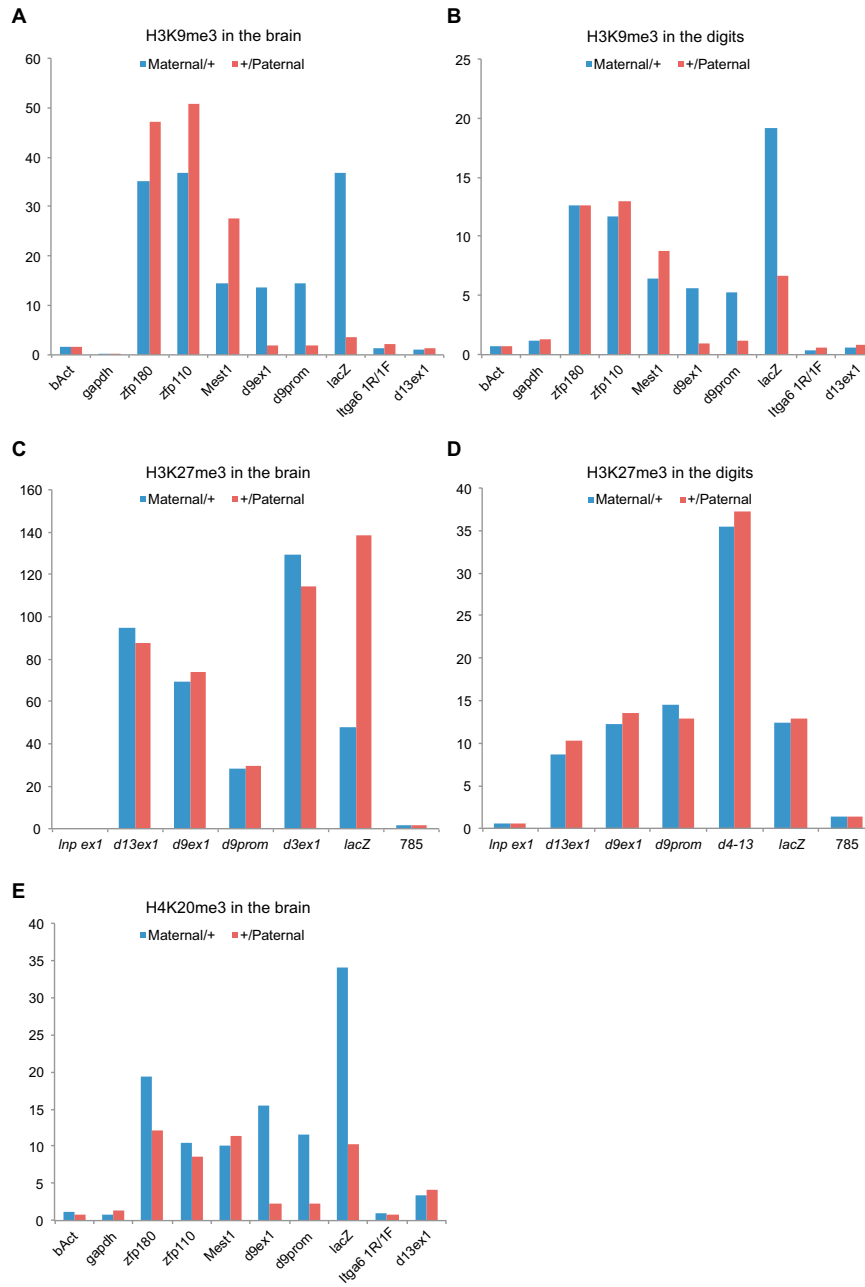 A
H3K9me3 in the brain
Maternal/+ +/Paternal
60
50
40
30
20
10
0
bAct gapdh zfp180 zfp110 Mest1 d9ex1 d9prom lacZ Itga6 1R/1F d13ex1
B
H3K9me3 in the digits
Maternal/+ +/Paternal
25
20
15
10
5
0
bAct gapdh zfp180 zfp110 Mest1 d9ex1 d9prom lacZ Itga6 1R/1F d13ex1
C
H3K27me3 in the brain
Maternal/+ +/Paternal
160
140
120
100
80
60
40
20
0
Inp ex1 d13ex1 d9ex1 d9prom d3ex1 lacZ 785
D
H3K27me3 in the digits
Maternal/+ +/Paternal
40
35
30
25
20
15
10
5
0
Inp ex1 d13ex1 d9ex1 d9prom d4-13 lacZ 785
E
H4K20me3 in the brain
Maternal/+ +/Paternal
40
35
30
25
20
15
10
5
0
bAct gapdh zfp180 zfp110 Mest1 d9ex1 d9prom lacZ Itga6 1R/1F d13ex1